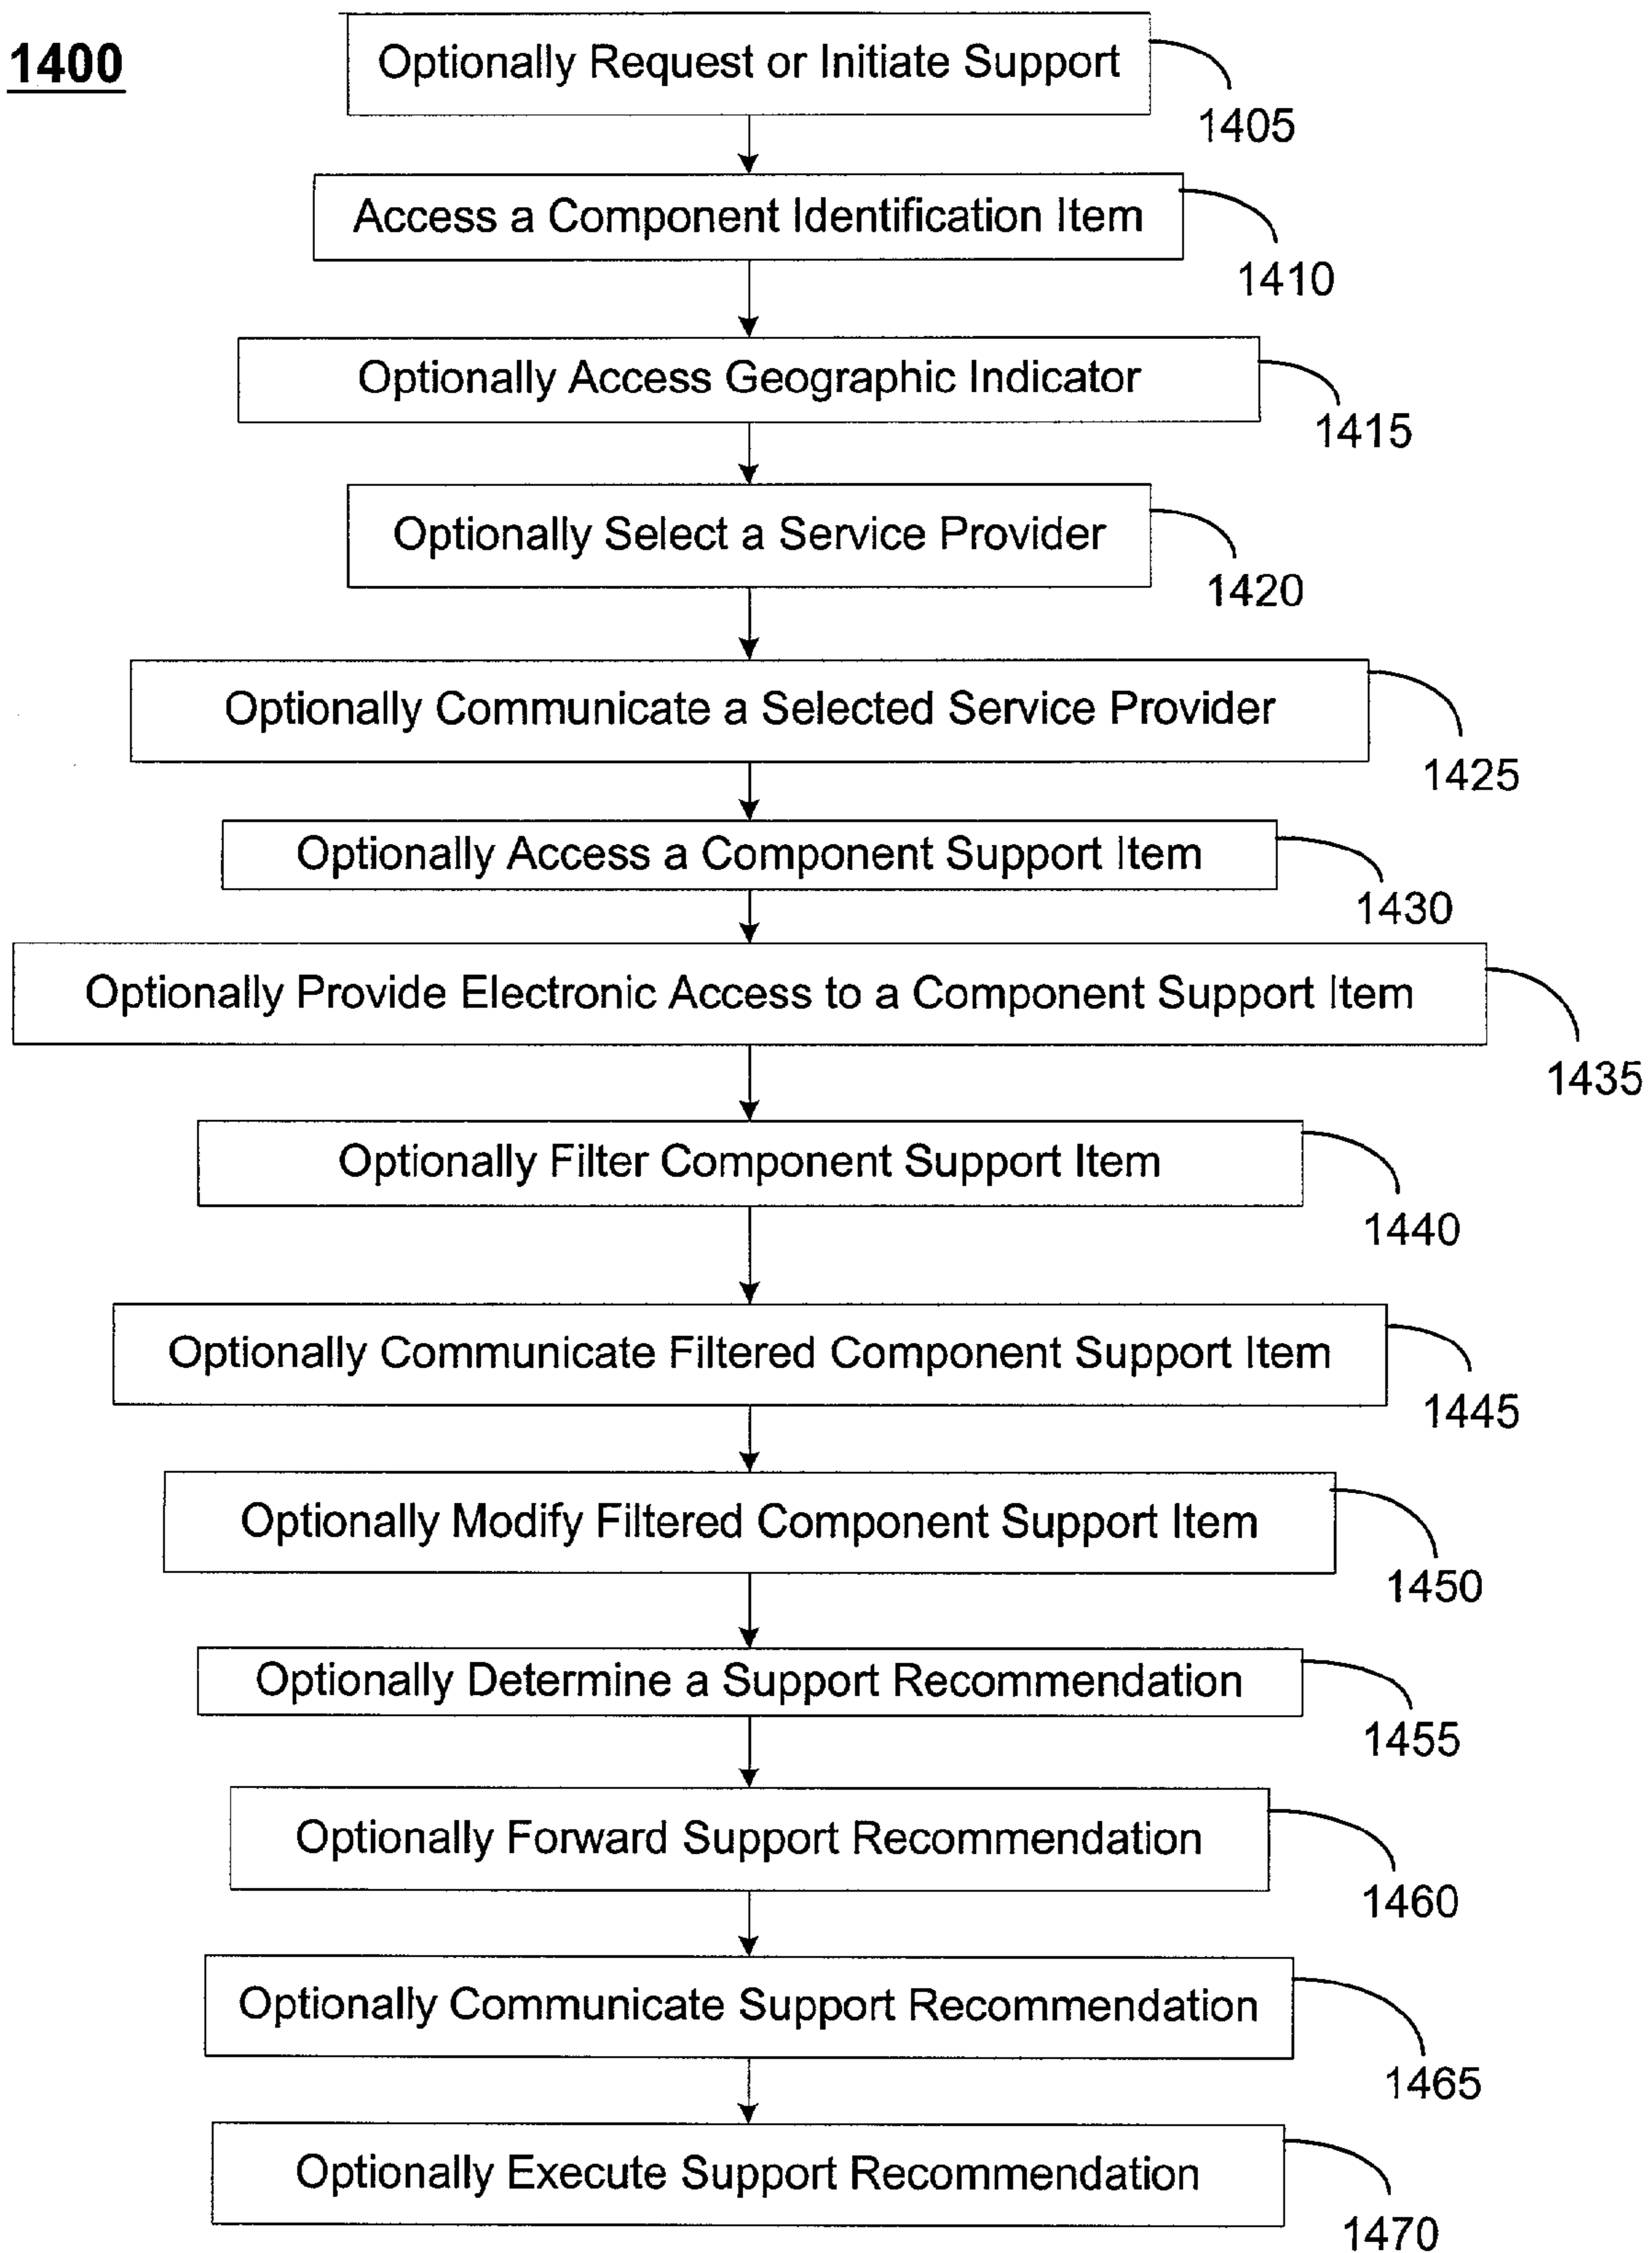 1400
Optionally Request or Initiate Support
1405
Access a Component Identification Item
1410
Optionally Access Geographic Indicator
1415
Optionally Select a Service Provider
1420
Optionally Communicate a Selected Service Provider
1425
Optionally Access a Component Support Item
1430
Optionally Provide Electronic Access to a Component Support Item
1435
Optionally Filter Component Support Item
1440
Optionally Communicate Filtered Component Support Item
1445
Optionally Modify Filtered Component Support Item
1450
Optionally Determine a Support Recommendation
1455
Optionally Forward Support Recommendation
1460
Optionally Communicate Support Recommendation
1465
Optionally Execute Support Recommendation
1470